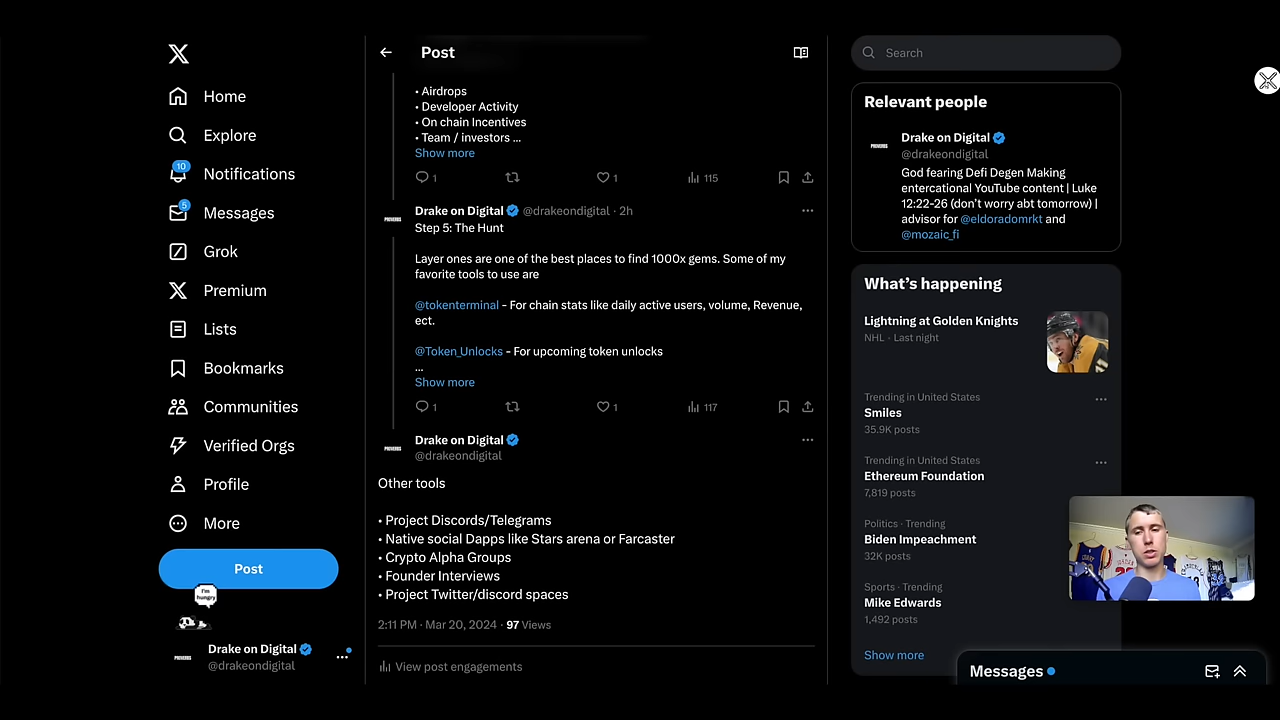 Home
Explore
10
Notifications
5
Messages
Grok
Premium
Lists
Bookmarks
Communities
Verified Orgs
Profile
More
Post
I'm
hungry
PROVERBS
Drake on Digital
@drakeondigital
Post
• Airdrops
• Developer Activity
• On chain Incentives
• Team / investors ...
Show more
1
1
115
PROVERBS
Drake on Digital @drakeondigital · 2h
Step 5: The Hunt
Layer ones are one of the best places to find 1000x gems. Some of my
favorite tools to use are
@tokenterminal - For chain stats like daily active users, volume, Revenue,
ect.
@Token_Unlocks - For upcoming token unlocks
...
Show more
1
1
117
PROVERBS
Drake on Digital
@drakeondigital
Other tools
• Project Discords/Telegrams
• Native social Dapps like Stars arena or Farcaster
• Crypto Alpha Groups
• Founder Interviews
• Project Twitter/discord spaces
2:11 PM · Mar 20, 2024 · 97 Views
View post engagements
Search
Relevant people
PROVERBS
Drake on Digital
@drakeondigital
God fearing Defi Degen Making
entercational YouTube content | Luke
12:22-26 (don't worry abt tomorrow) |
advisor for @eldoradomrkt and
@mozaic_fi
What's happening
Lightning at Golden Knights
NHL · Last night
Trending in United States
Smiles
35.9K posts
Trending in United States
Ethereum Foundation
7,819 posts
Politics · Trending
Biden Impeachment
32K posts
Sports · Trending
Mike Edwards
1,492 posts
Show more
Messages